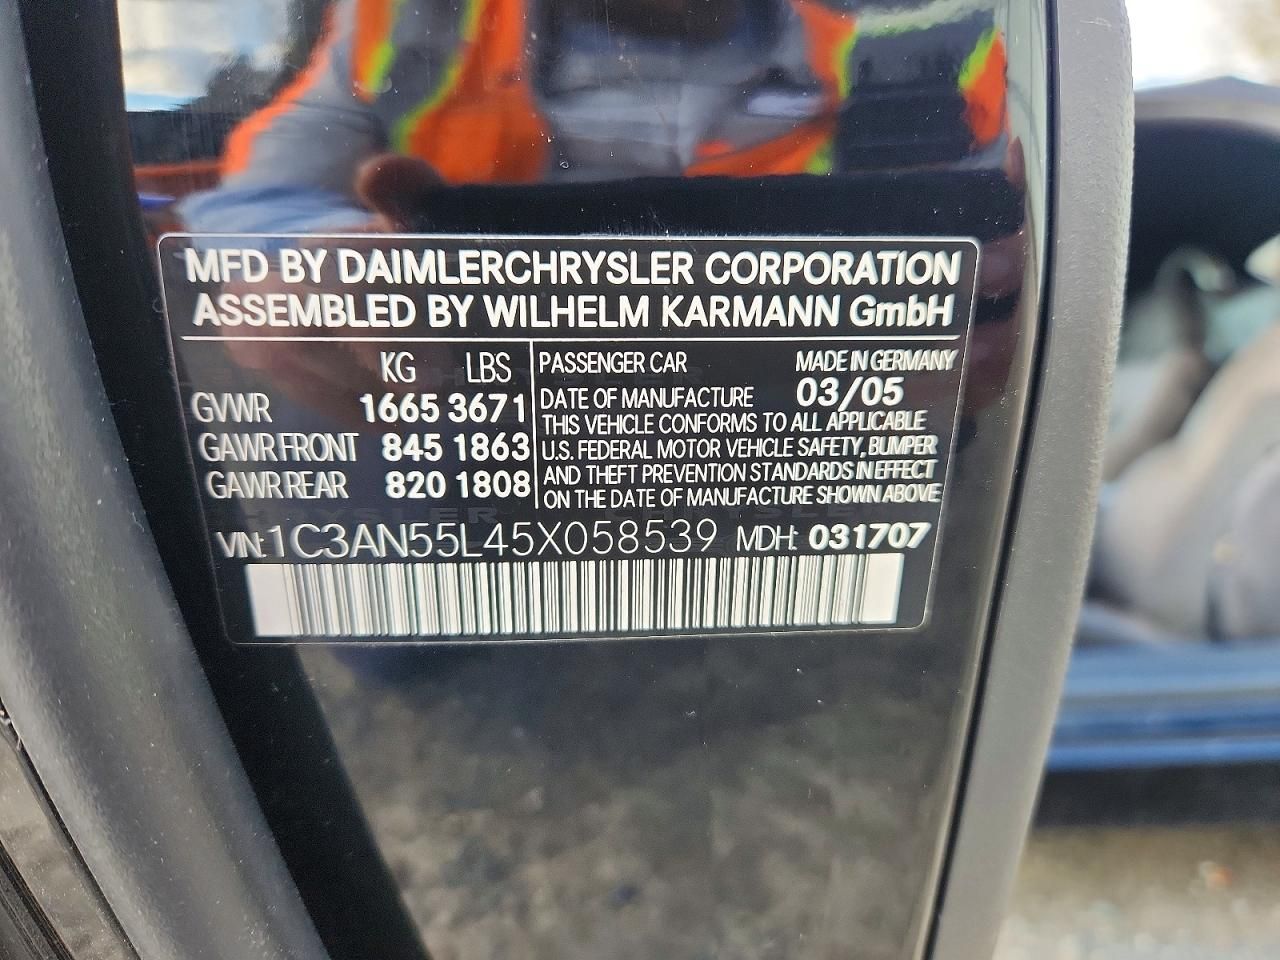 MFD BY DAIMLERCHRYSLER CORPORATION
ASSEMBLED BY WILHELM KARMANN GmbH
KG LBS
GVWR 1665 3671
GAWR FRONT 845 1863
GAWR REAR 820 1808
PASSENGER CAR MADE IN GERMANY
DATE OF MANUFACTURE 03/05
THIS VEHICLE CONFORMS TO ALL APPLICABLE
U.S. FEDERAL MOTOR VEHICLE SAFETY, BUMPER
AND THEFT PREVENTION STANDARDS IN EFFECT
ON THE DATE OF MANUFACTURE SHOWN ABOVE
VIN: 1C3AN55L45X058539 MDH: 031707